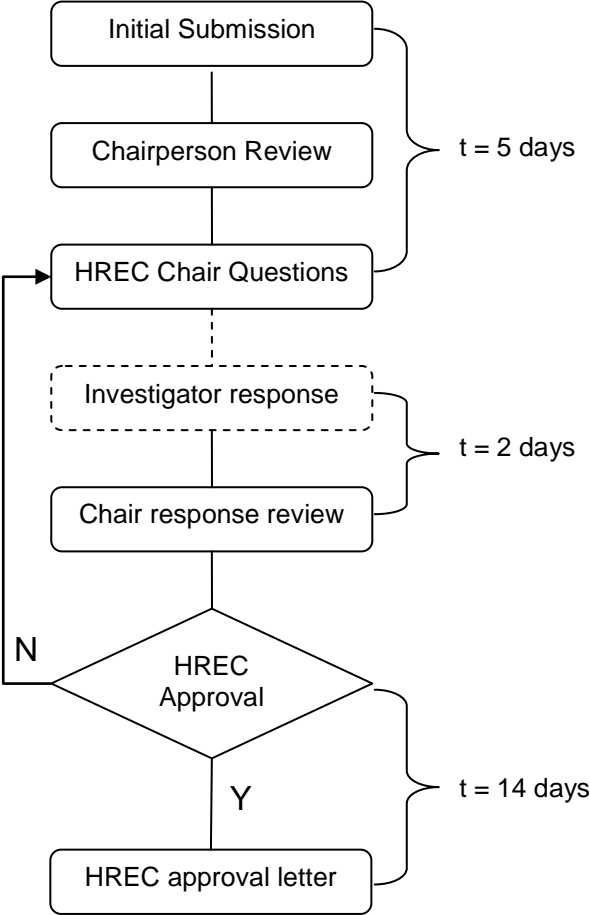 Initial Submission
Chairperson Review
t = 5 days
HREC Chair Questions
Investigator response
t = 2 days
Chair response review
N
HREC
Approval
Y
t = 14 days
HREC approval letter